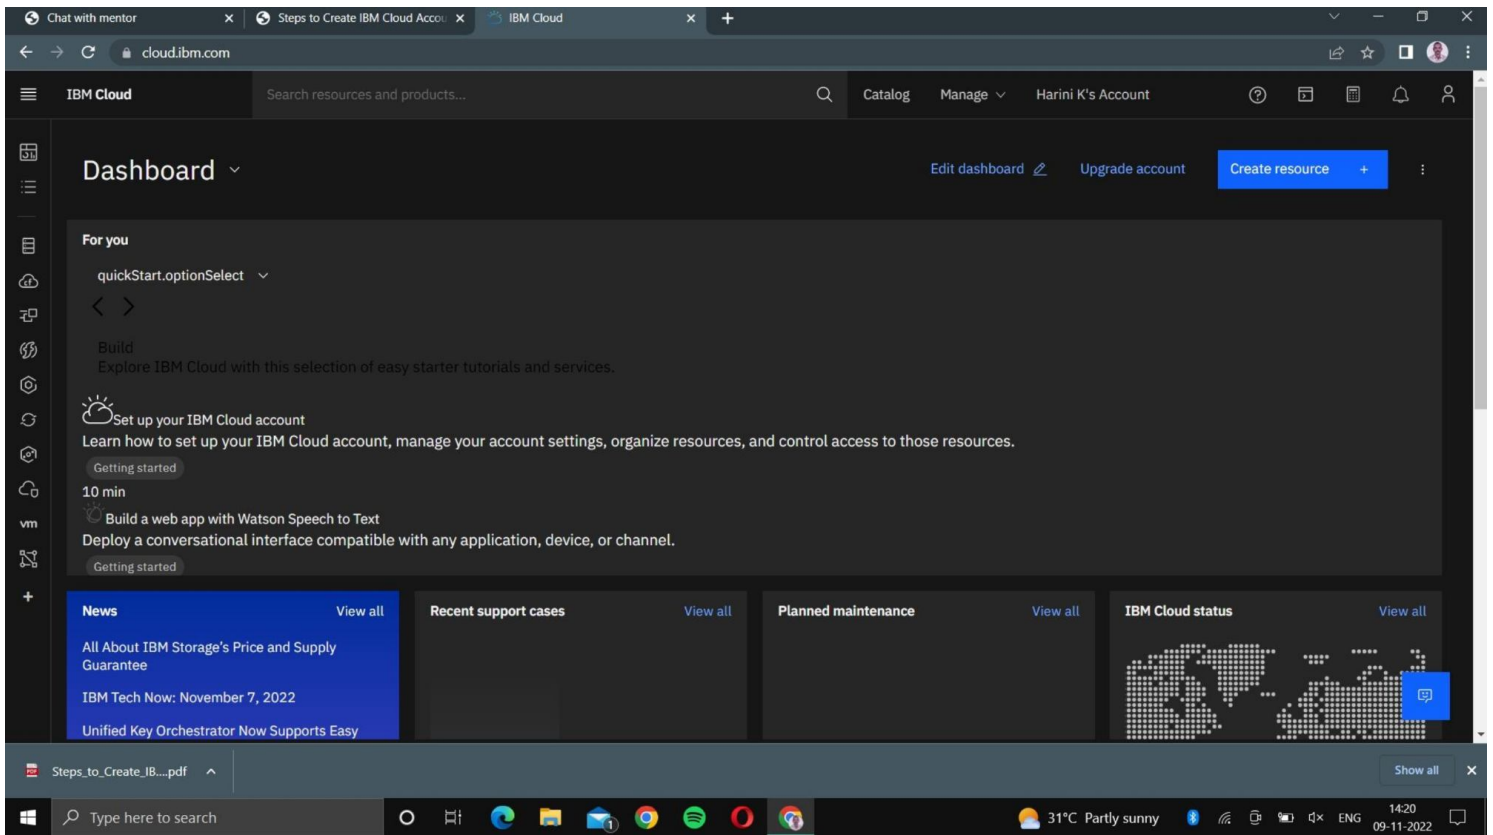 Chat with mentor
Steps to Create IBM Cloud Accou
IBM Cloud
cloud.ibm.com
IBM Cloud
Search resources and products...
Catalog
Manage
Harini K's Account
Dashboard
Edit dashboard
Upgrade account
Create resource +
For you
quickStart.optionSelect
Build
Explore IBM Cloud with this selection of easy starter tutorials and services.
Set up your IBM Cloud account
Learn how to set up your IBM Cloud account, manage your account settings, organize resources, and control access to those resources.
Getting started
10 min
Build a web app with Watson Speech to Text
Deploy a conversational interface compatible with any application, device, or channel.
Getting started
vm
News
View all
All About IBM Storage's Price and Supply
Guarantee
IBM Tech Now: November 7, 2022
Unified Key Orchestrator Now Supports Easy
Recent support cases
View all
Planned maintenance
View all
IBM Cloud status
View all
Steps_to_Create_IB....pdf
Show all
Type here to search
1
31°C Partly sunny
ENG
14:20
09-11-2022